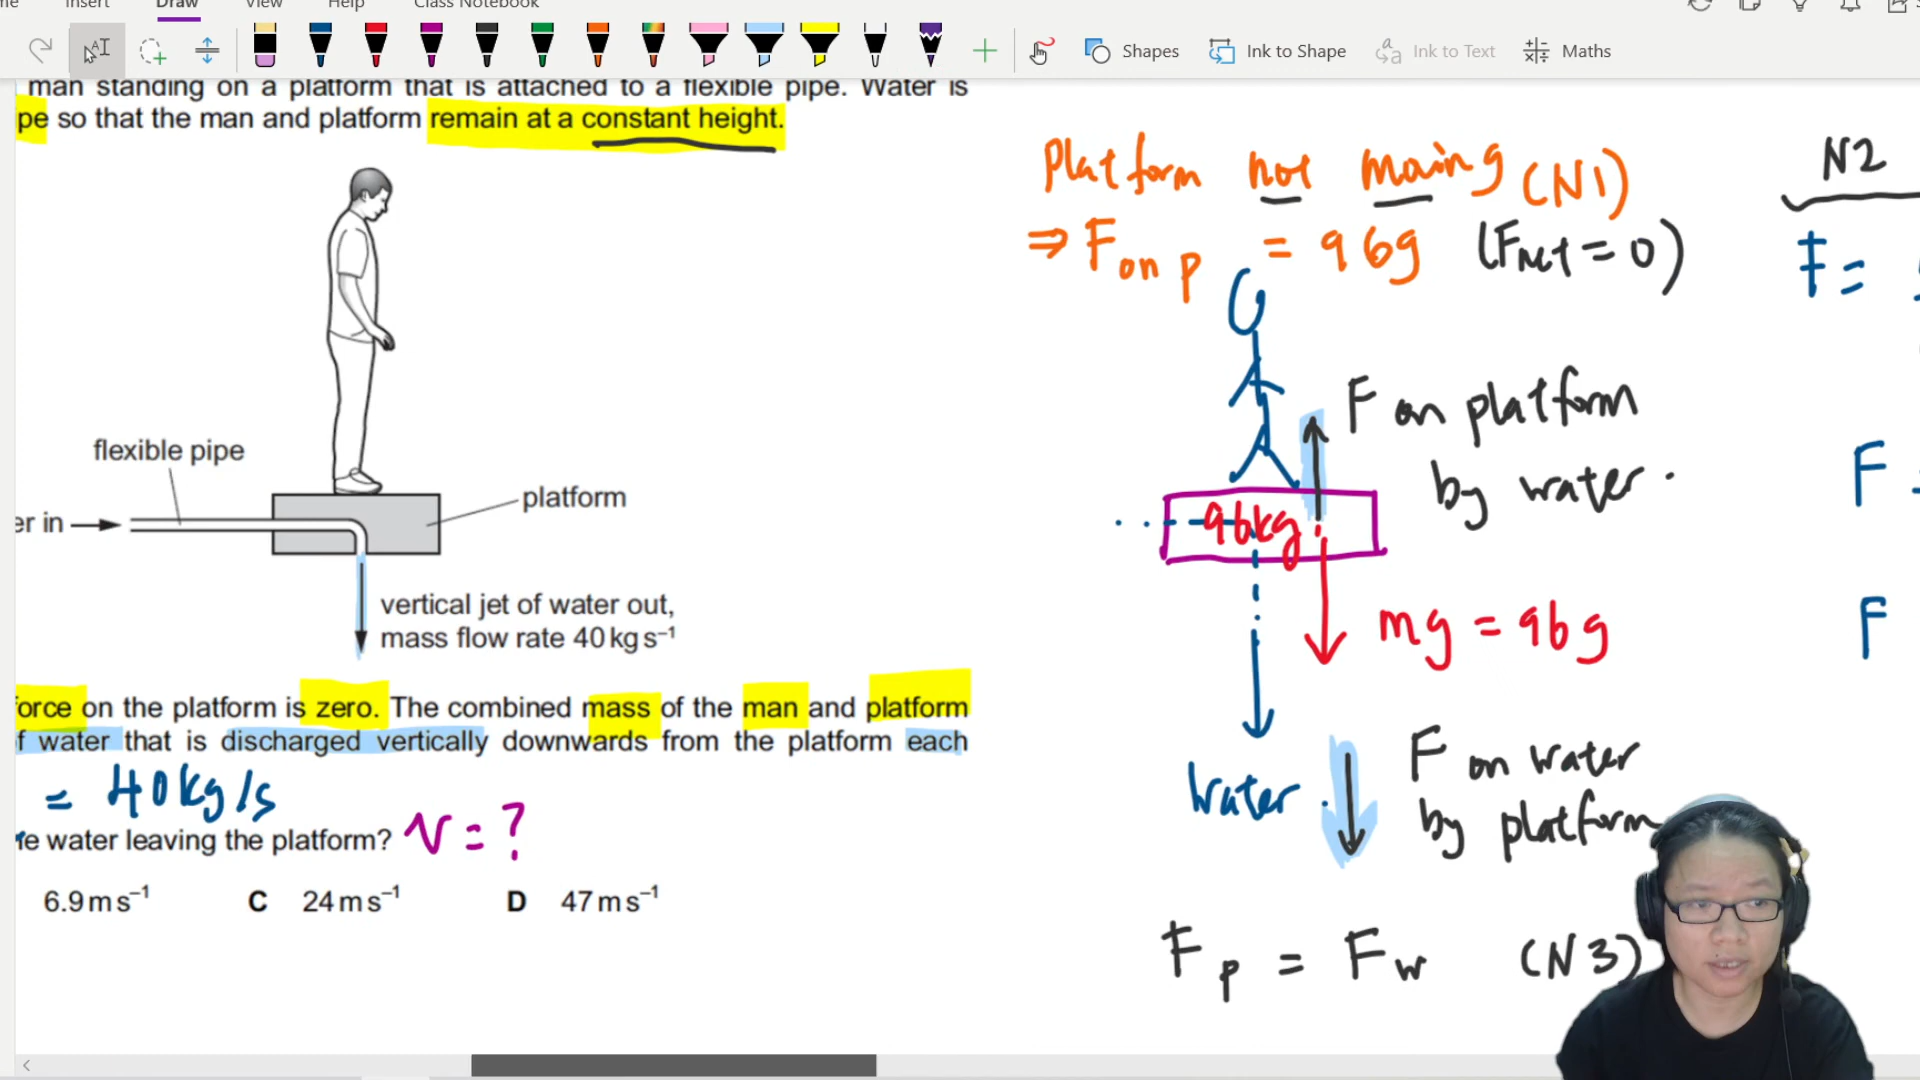 Insert Draw View Help Class Notebook
Shapes Ink to Shape Ink to Text Maths
man standing on a platform that is attached to a flexible pipe. Water is
pe so that the man and platform remain at a constant height.
flexible pipe
platform
er in
vertical jet of water out,
mass flow rate 40 kg s⁻¹
orce on the platform is zero. The combined mass of the man and platform
f water that is discharged vertically downwards from the platform each
= 40kg/s
e water leaving the platform? v = ?
6.9 m s⁻¹ C 24 m s⁻¹ D 47 m s⁻¹
Platform not moving (N1)
⇒ F on p = 96g (Fnet = 0)
F on platform
by water.
96kg
mg = 96g
F on water
by platform
Water
Fp = Fw (N3)
N2
F =
F =
F